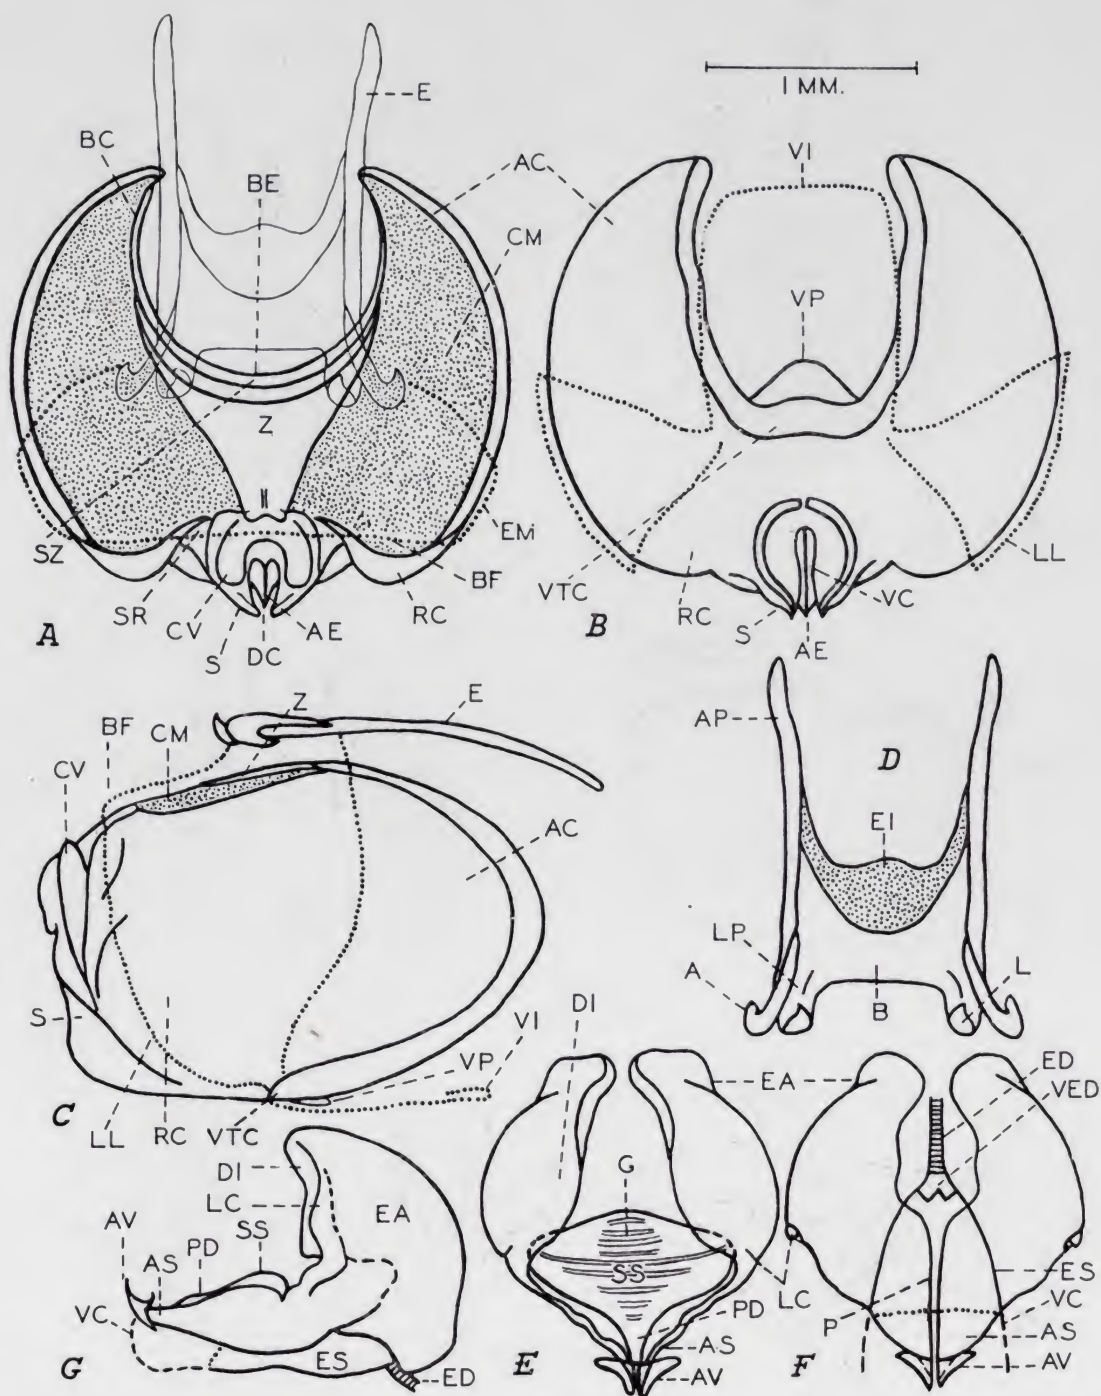 E
1 MM.
BC
BE
AC
VI
CM
VP
Z
SZ
EMi
BF
LL
SR
CV
S
DC
AE
RC
A
VTC
RC
S
AE
VC
B
Z
E
BF
CM
CV
AC
AP
D
EI
LP
A
L
B
S
DI
VI
VP
LL
RC
VTC
C
EA
ED
VED
DI
LC
G
AV
AS
PD
SS
EA
SS
ES
VC
LC
PD
P
AS
AS
AV
AV
VC
G
ES
ED
E
F